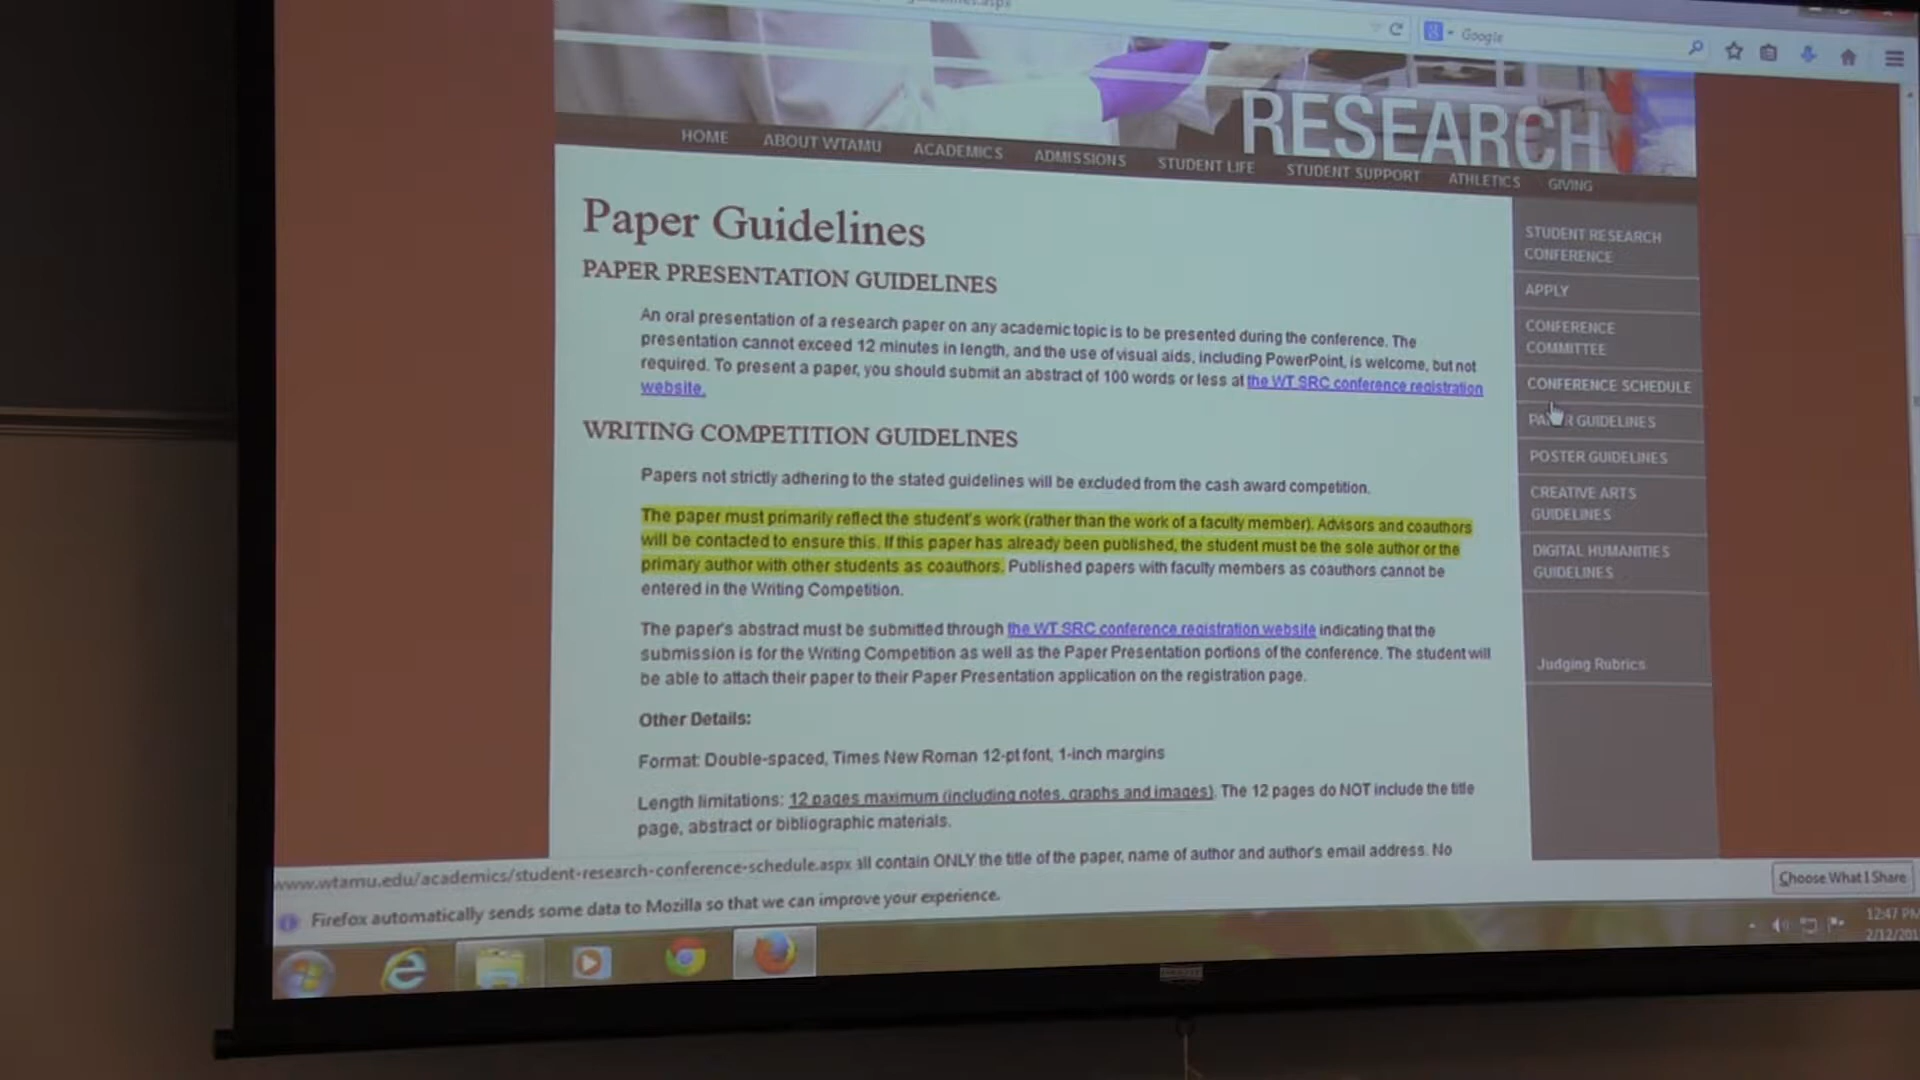 Google
RESEARCH
HOME ABOUT WTAMU ACADEMICS ADMISSIONS STUDENT LIFE STUDENT SUPPORT ATHLETICS GIVING
Paper Guidelines
PAPER PRESENTATION GUIDELINES
An oral presentation of a research paper on any academic topic is to be presented during the conference. The
presentation cannot exceed 12 minutes in length, and the use of visual aids, including PowerPoint, is welcome, but not
required. To present a paper, you should submit an abstract of 100 words or less at the WT SRC conference registration
website.
WRITING COMPETITION GUIDELINES
Papers not strictly adhering to the stated guidelines will be excluded from the cash award competition.
The paper must primarily reflect the student's work (rather than the work of a faculty member). Advisors and coauthors
will be contacted to ensure this. If this paper has already been published, the student must be the sole author or the
primary author with other students as coauthors. Published papers with faculty members as coauthors cannot be
entered in the Writing Competition.
The paper's abstract must be submitted through the WT SRC conference registration website indicating that the
submission is for the Writing Competition as well as the Paper Presentation portions of the conference. The student will
be able to attach their paper to their Paper Presentation application on the registration page.
Other Details:
Format: Double-spaced, Times New Roman 12-pt font, 1-inch margins
Length limitations: 12 pages maximum (including notes, graphs and images). The 12 pages do NOT include the title
page, abstract or bibliographic materials.
all contain ONLY the title of the paper, name of author and author's email address. No
STUDENT RESEARCH
CONFERENCE
APPLY
CONFERENCE
COMMITTEE
CONFERENCE SCHEDULE
PAPER GUIDELINES
POSTER GUIDELINES
CREATIVE ARTS
GUIDELINES
DIGITAL HUMANITIES
GUIDELINES
Judging Rubrics
www.wtamu.edu/academics/student-research-conference-schedule.aspx
Firefox automatically sends some data to Mozilla so that we can improve your experience.
Choose What I Share
12:47 PM
2/12/201